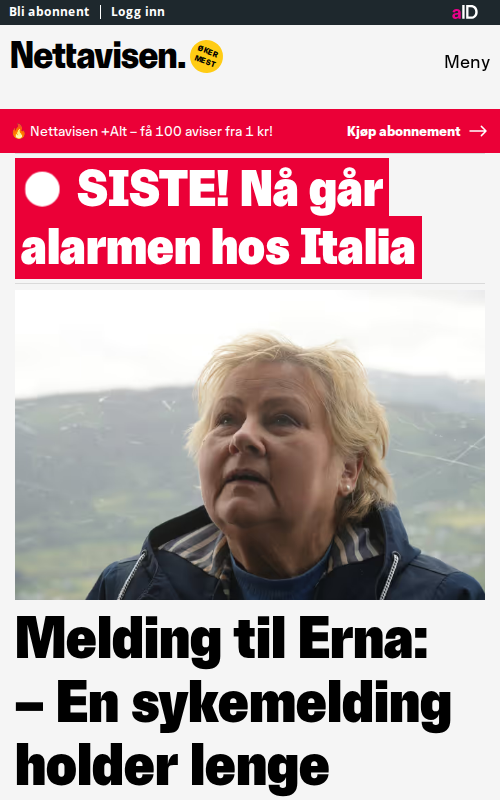 Bli abonnent | Logg inn
aID
Nettavisen.
ØKER
MEST
Meny
🔥 Nettavisen +Alt – få 100 aviser fra 1 kr!
Kjøp abonnement →
SISTE! Nå går
alarmen hos Italia
Melding til Erna:
– En sykemelding
holder lenge